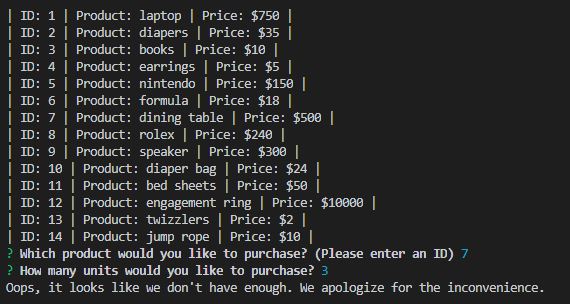 | ID: 1 | Product: laptop | Price: $750 |
| ID: 2 | Product: diapers | Price: $35 |
| ID: 3 | Product: books | Price: $10 |
| ID: 4 | Product: earrings | Price: $5 |
| ID: 5 | Product: nintendo | Price: $150 |
| ID: 6 | Product: formula | Price: $18 |
| ID: 7 | Product: dining table | Price: $500 |
| ID: 8 | Product: rolex | Price: $240 |
| ID: 9 | Product: speaker | Price: $300 |
| ID: 10 | Product: diaper bag | Price: $24 |
| ID: 11 | Product: bed sheets | Price: $50 |
| ID: 12 | Product: engagement ring | Price: $10000 |
| ID: 13 | Product: twizzlers | Price: $2 |
| ID: 14 | Product: jump rope | Price: $10 |
? Which product would you like to purchase? (Please enter an ID) 7
? How many units would you like to purchase? 3
Oops, it looks like we don't have enough. We apologize for the inconvenience.